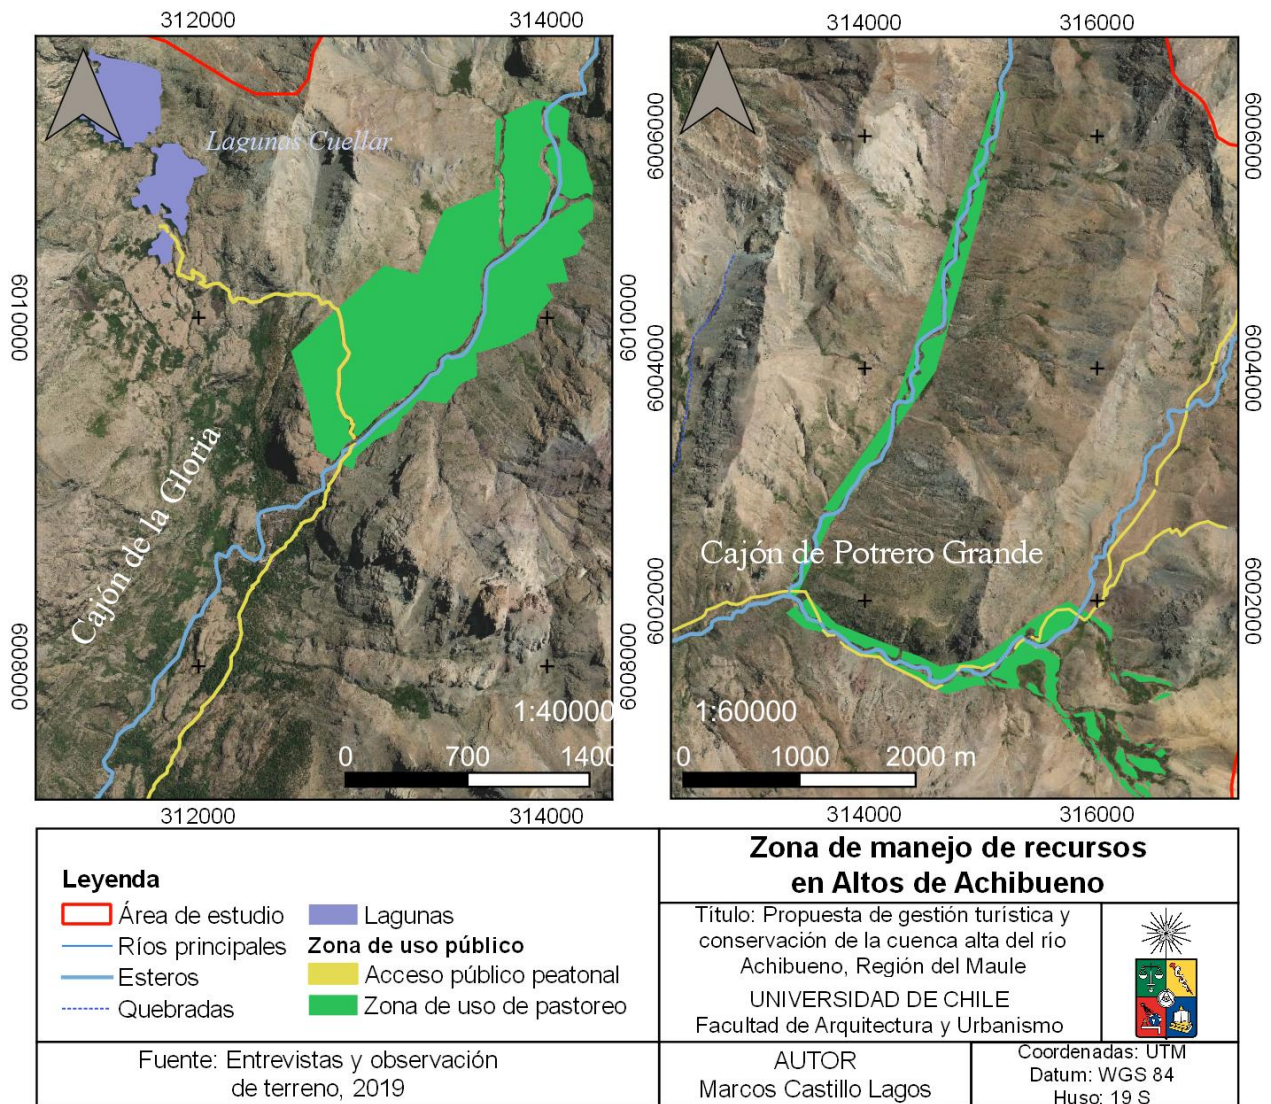 312000
314000
314000
316000
Lagunas Cuellar
6010000
6010000
6008000
6008000
Cajón de la Gloria
1:40000
0 700 1400
312000
314000
6006000
6006000
6004000
6004000
6002000
6002000
Cajón de Potrero Grande
1:60000
0 1000 2000 m
314000
316000
Leyenda
Área de estudio
Ríos principales
Esteros
Quebradas
Lagunas
Zona de uso público
Acceso público peatonal
Zona de uso de pastoreo
Fuente: Entrevistas y observación
de terreno, 2019
Zona de manejo de recursos
en Altos de Achibueno
Título: Propuesta de gestión turística y
conservación de la cuenca alta del río
Achibueno, Región del Maule
UNIVERSIDAD DE CHILE
Facultad de Arquitectura y Urbanismo
AUTOR
Marcos Castillo Lagos
Coordenadas: UTM
Datum: WGS 84
Huso: 19 S